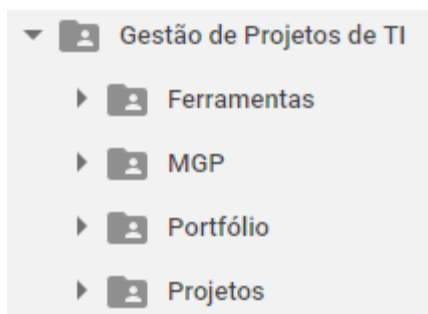 Gestão de Projetos de TI
Ferramentas
MGP
Portfólio
Projetos